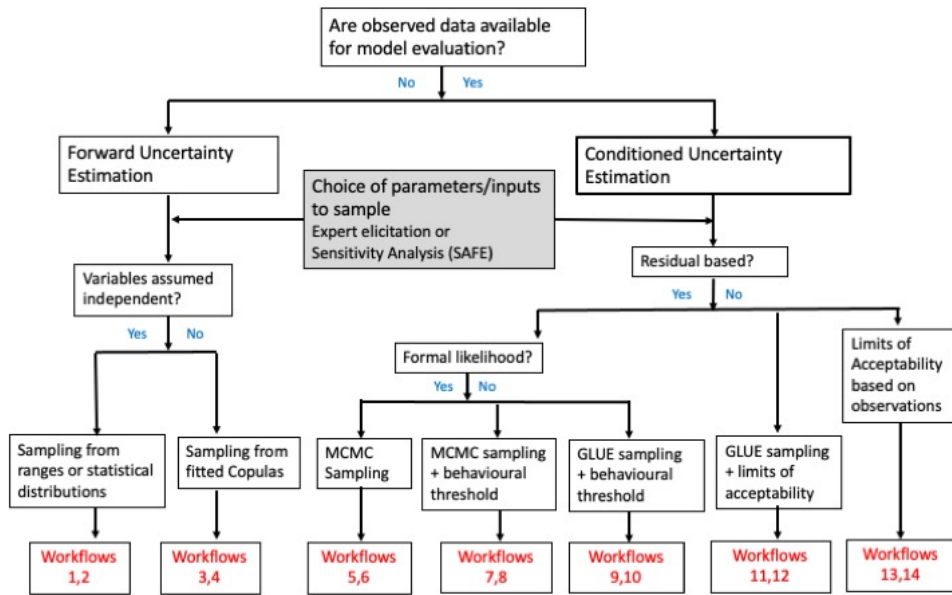 Are observed data available
for model evaluation?
No
Yes
Forward Uncertainty
Estimation
Conditioned Uncertainty
Estimation
Choice of parameters/inputs
to sample
Expert elicitation or
Sensitivity Analysis (SAFE)
Variables assumed
independent?
Residual based?
Yes
No
Yes
No
Formal likelihood?
Limits of
Acceptability
based on
observations
Yes
No
Sampling from
ranges or statistical
distributions
Sampling from
fitted Copulas
MCMC
Sampling
MCMC sampling
+ behavioural
threshold
GLUE sampling
+ behavioural
threshold
GLUE sampling
+ limits of
acceptability
Workflows
1,2
Workflows
3,4
Workflows
5,6
Workflows
7,8
Workflows
9,10
Workflows
11,12
Workflows
13,14